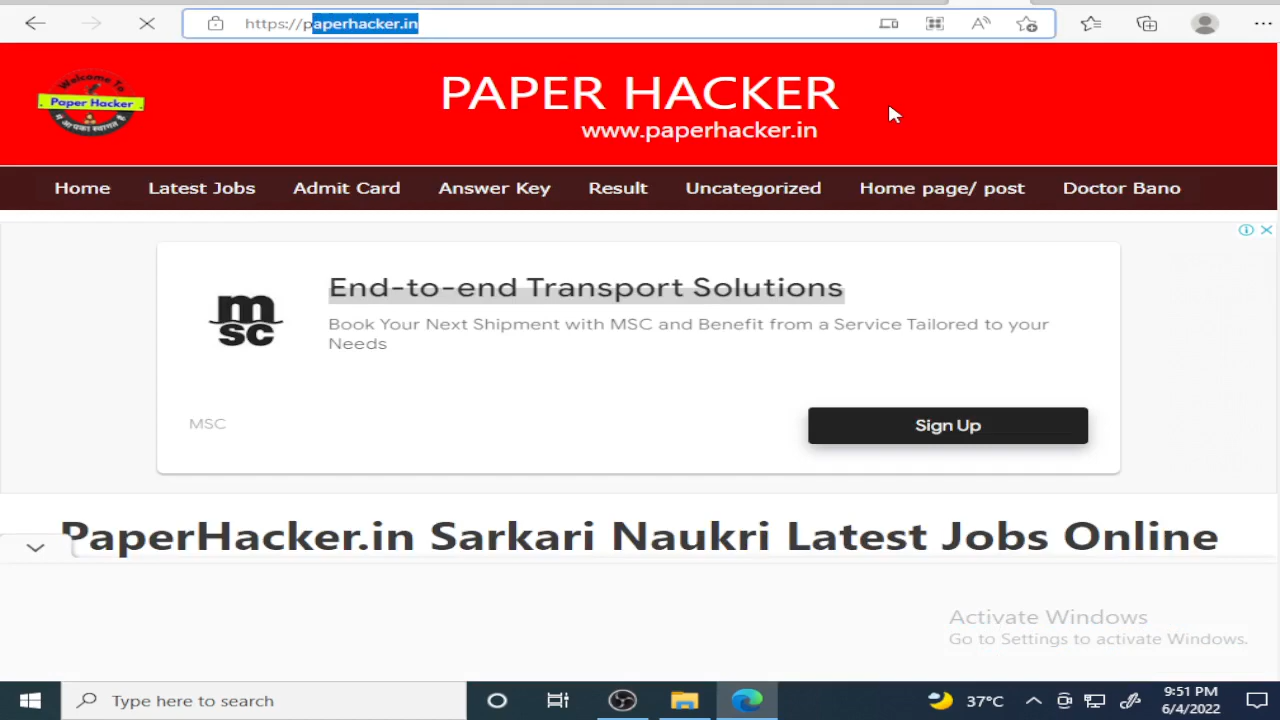 https://paperhacker.in
Welcome To
Paper Hacker
PAPER HACKER
www.paperhacker.in
Home Latest Jobs Admit Card Answer Key Result Uncategorized Home page/ post Doctor Bano
End-to-end Transport Solutions
Book Your Next Shipment with MSC and Benefit from a Service Tailored to your
Needs
m
sc
MSC
Sign Up
PaperHacker.in Sarkari Naukri Latest Jobs Online
Activate Windows
Go to Settings to activate Windows.
Type here to search
37°C
9:51 PM
6/4/2022